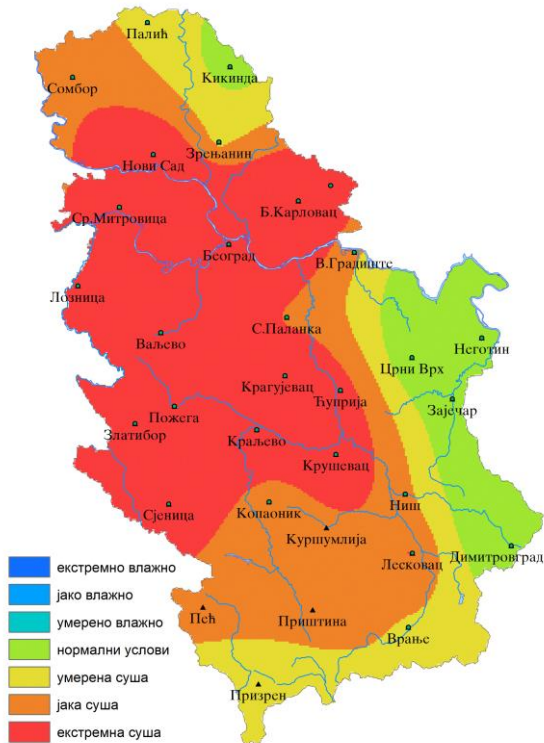 Палић
Кикинда
Сомбор
Зрењанин
Нови Сад
Б.Карловац
Ср.Митровица
Београд
В.Градиште
Лозница
С.Паланка
Ваљево
Неготин
Црни Врх
Крагујевац
Ћуприја
Зајечар
Пожега
Златибор
Краљево
Крушевац
Сјеница
Копаоник
Ниш
Куршумлија
Лесковац
Димитровград
Пећ
Приштина
Врање
Призрен
екстремно влажно
јако влажно
умерено влажно
нормални услови
умерена суша
јака суша
екстремна суша